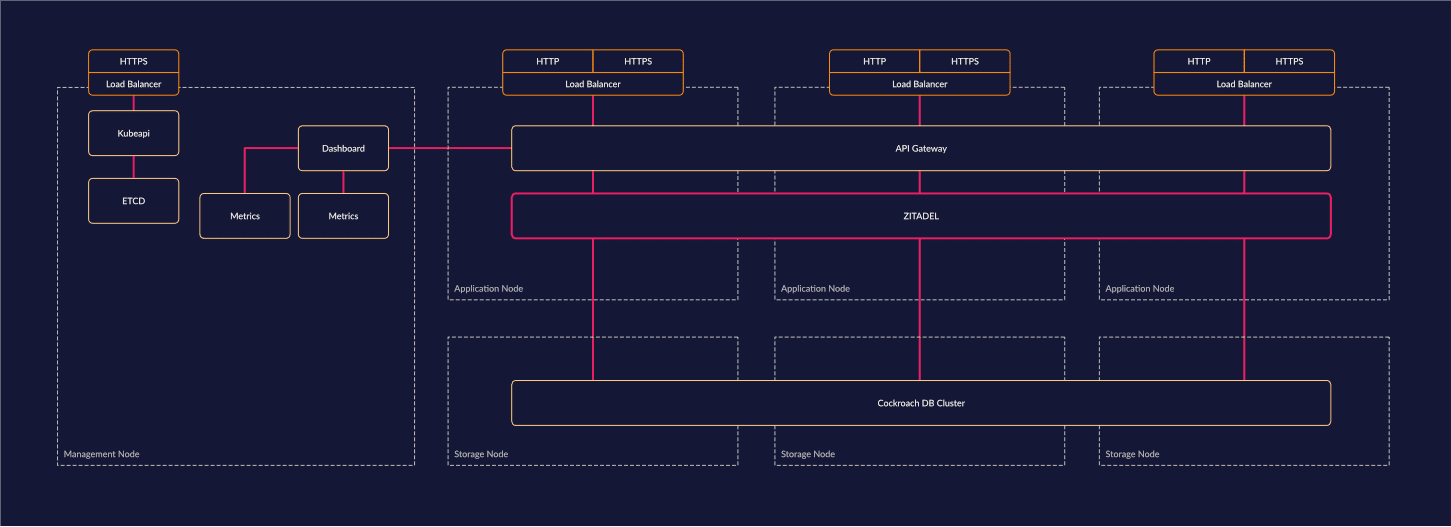 HTTPS
Load Balancer
Kubeapi
ETCD
Dashboard
Metrics
Metrics
Management Node
HTTP
HTTPS
Load Balancer
HTTP
HTTPS
Load Balancer
HTTP
HTTPS
Load Balancer
API Gateway
ZITADEL
Application Node
Application Node
Application Node
Cockroach DB Cluster
Storage Node
Storage Node
Storage Node